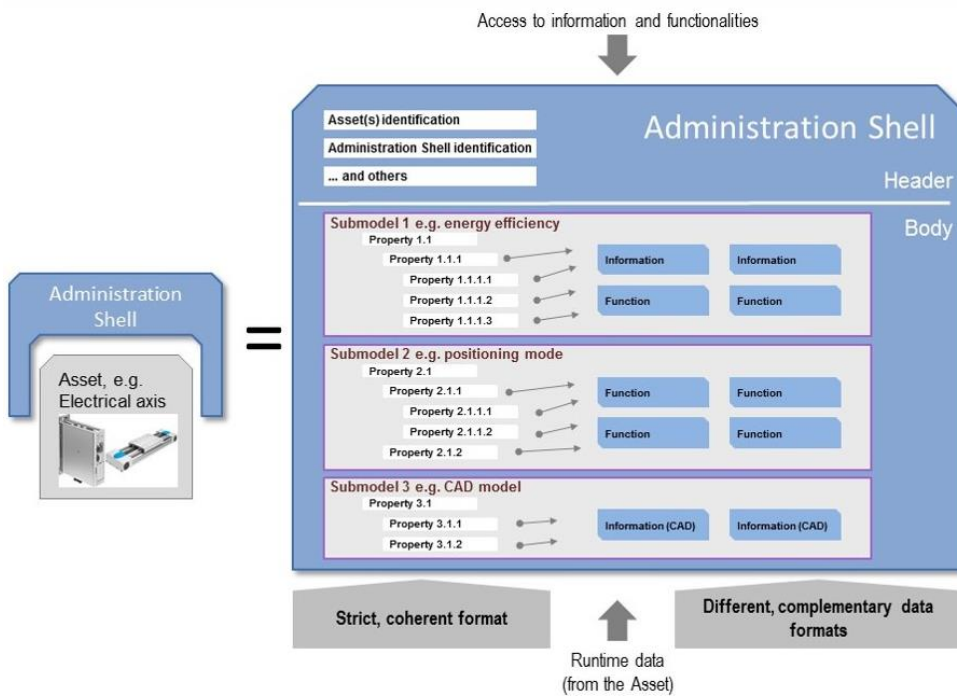 Access to information and functionalities
Administration Shell
Asset(s) identification
Administration Shell identification
... and others
Header
Body
Submodel 1 e.g. energy efficiency
Property 1.1
Property 1.1.1
Property 1.1.1.1
Property 1.1.1.2
Property 1.1.1.3
Information
Information
Function
Function
Submodel 2 e.g. positioning mode
Property 2.1
Property 2.1.1
Property 2.1.1.1
Property 2.1.1.2
Property 2.1.2
Function
Function
Function
Function
Submodel 3 e.g. CAD model
Property 3.1
Property 3.1.1
Property 3.1.2
Information (CAD)
Information (CAD)
Administration
Shell
=
Asset, e.g.
Electrical axis
Strict, coherent format
Different, complementary data
formats
Runtime data
(from the Asset)